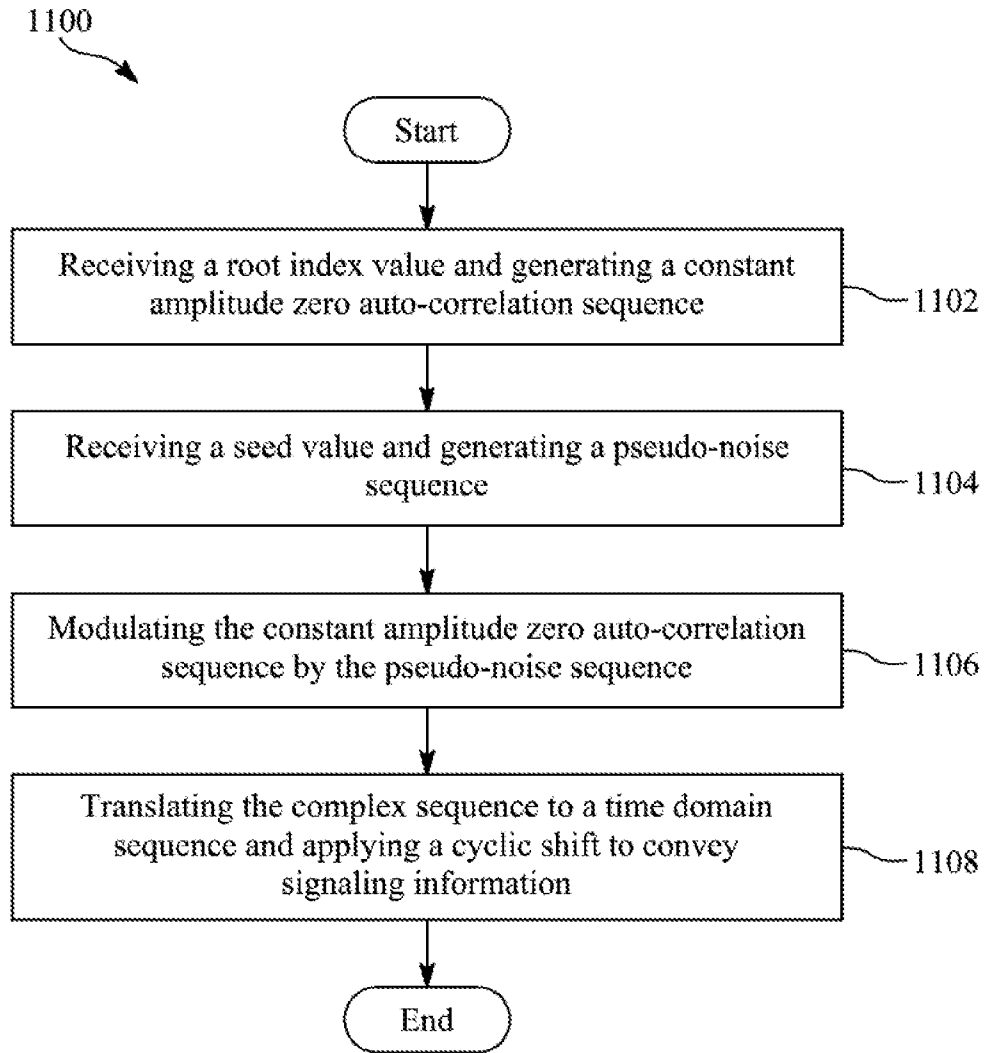 1100
Start
Receiving a root index value and generating a constant
amplitude zero auto-correlation sequence
1102
Receiving a seed value and generating a pseudo-noise
sequence
1104
Modulating the constant amplitude zero auto-correlation
sequence by the pseudo-noise sequence
1106
Translating the complex sequence to a time domain
sequence and applying a cyclic shift to convey
signaling information
1108
End